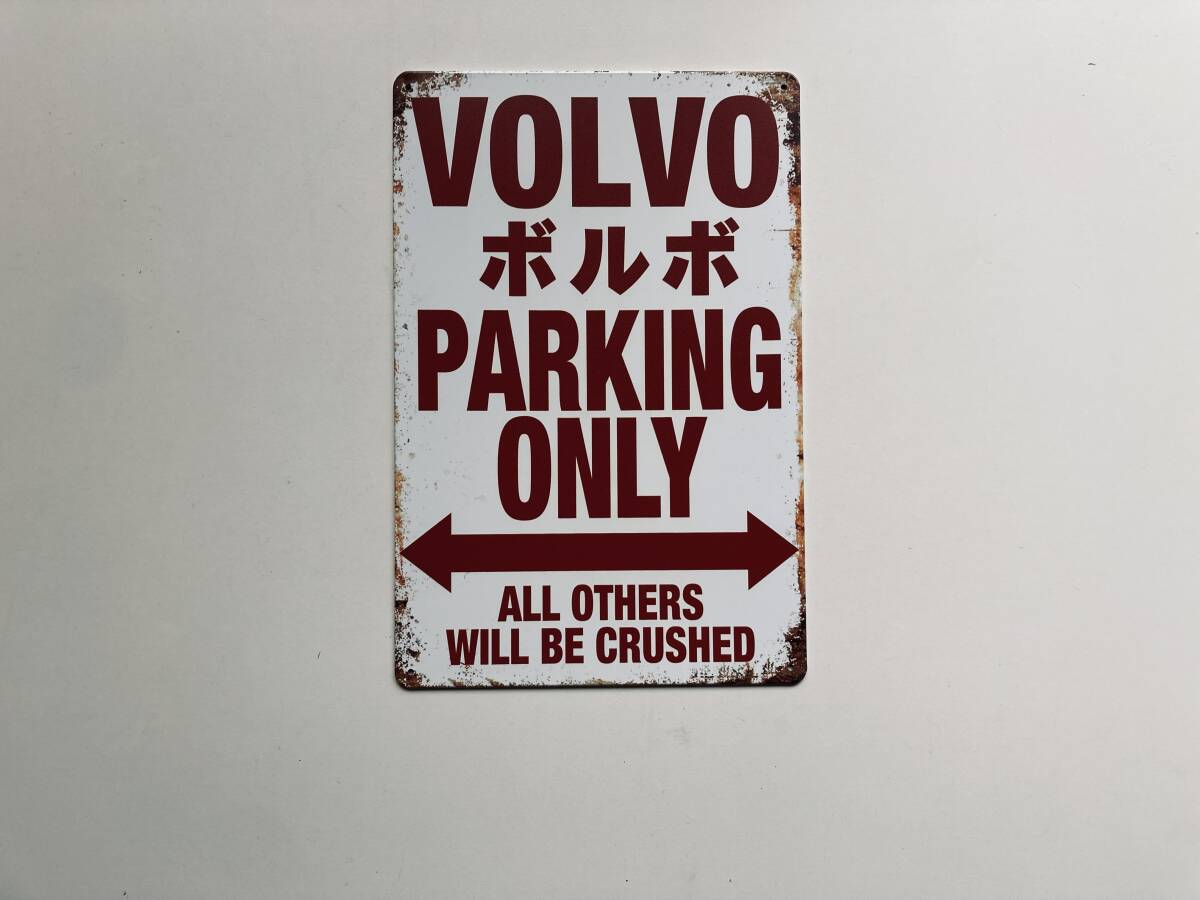 VOLVO
ボルボ
PARKING
ONLY
ALL OTHERS
WILL BE CRUSHED